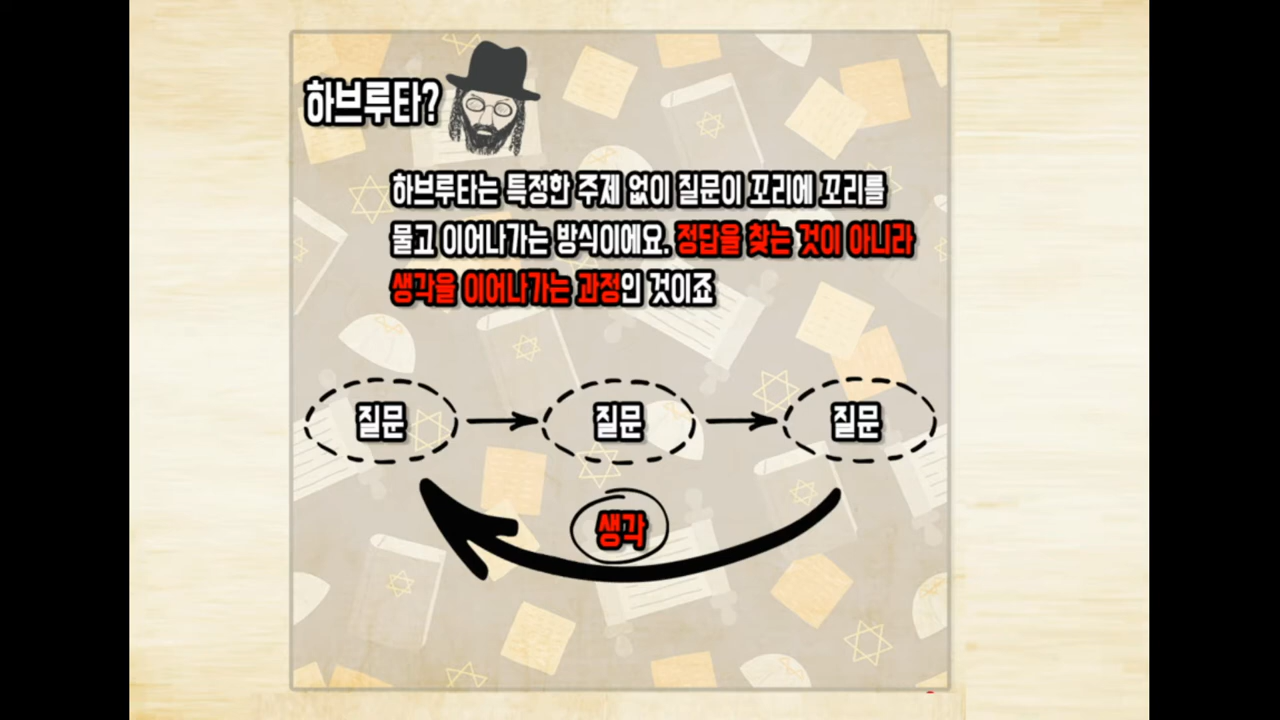 하브루타?
하브루타는 특정한 주제 없이 질문이 꼬리에 꼬리를
물고 이어나가는 방식이에요. 정답을 찾는 것이 아니라
생각을 이어나가는 과정인 것이죠
질문 질문 질문
생각